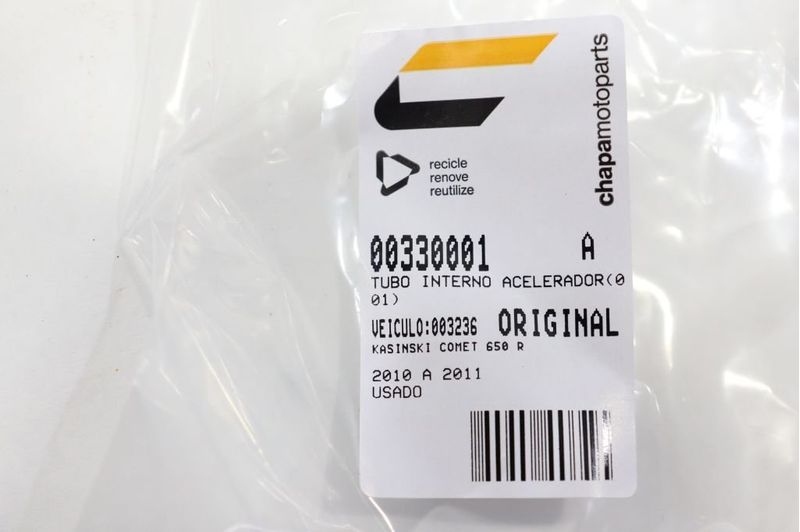 chapamotoparts
recicle
renove
reutilize
00330001 A
TUBO INTERNO ACELERADOR(0
01)
VEICULO:003236 ORIGINAL
KASINSKI COMET 650 R
2010 A 2011
USADO